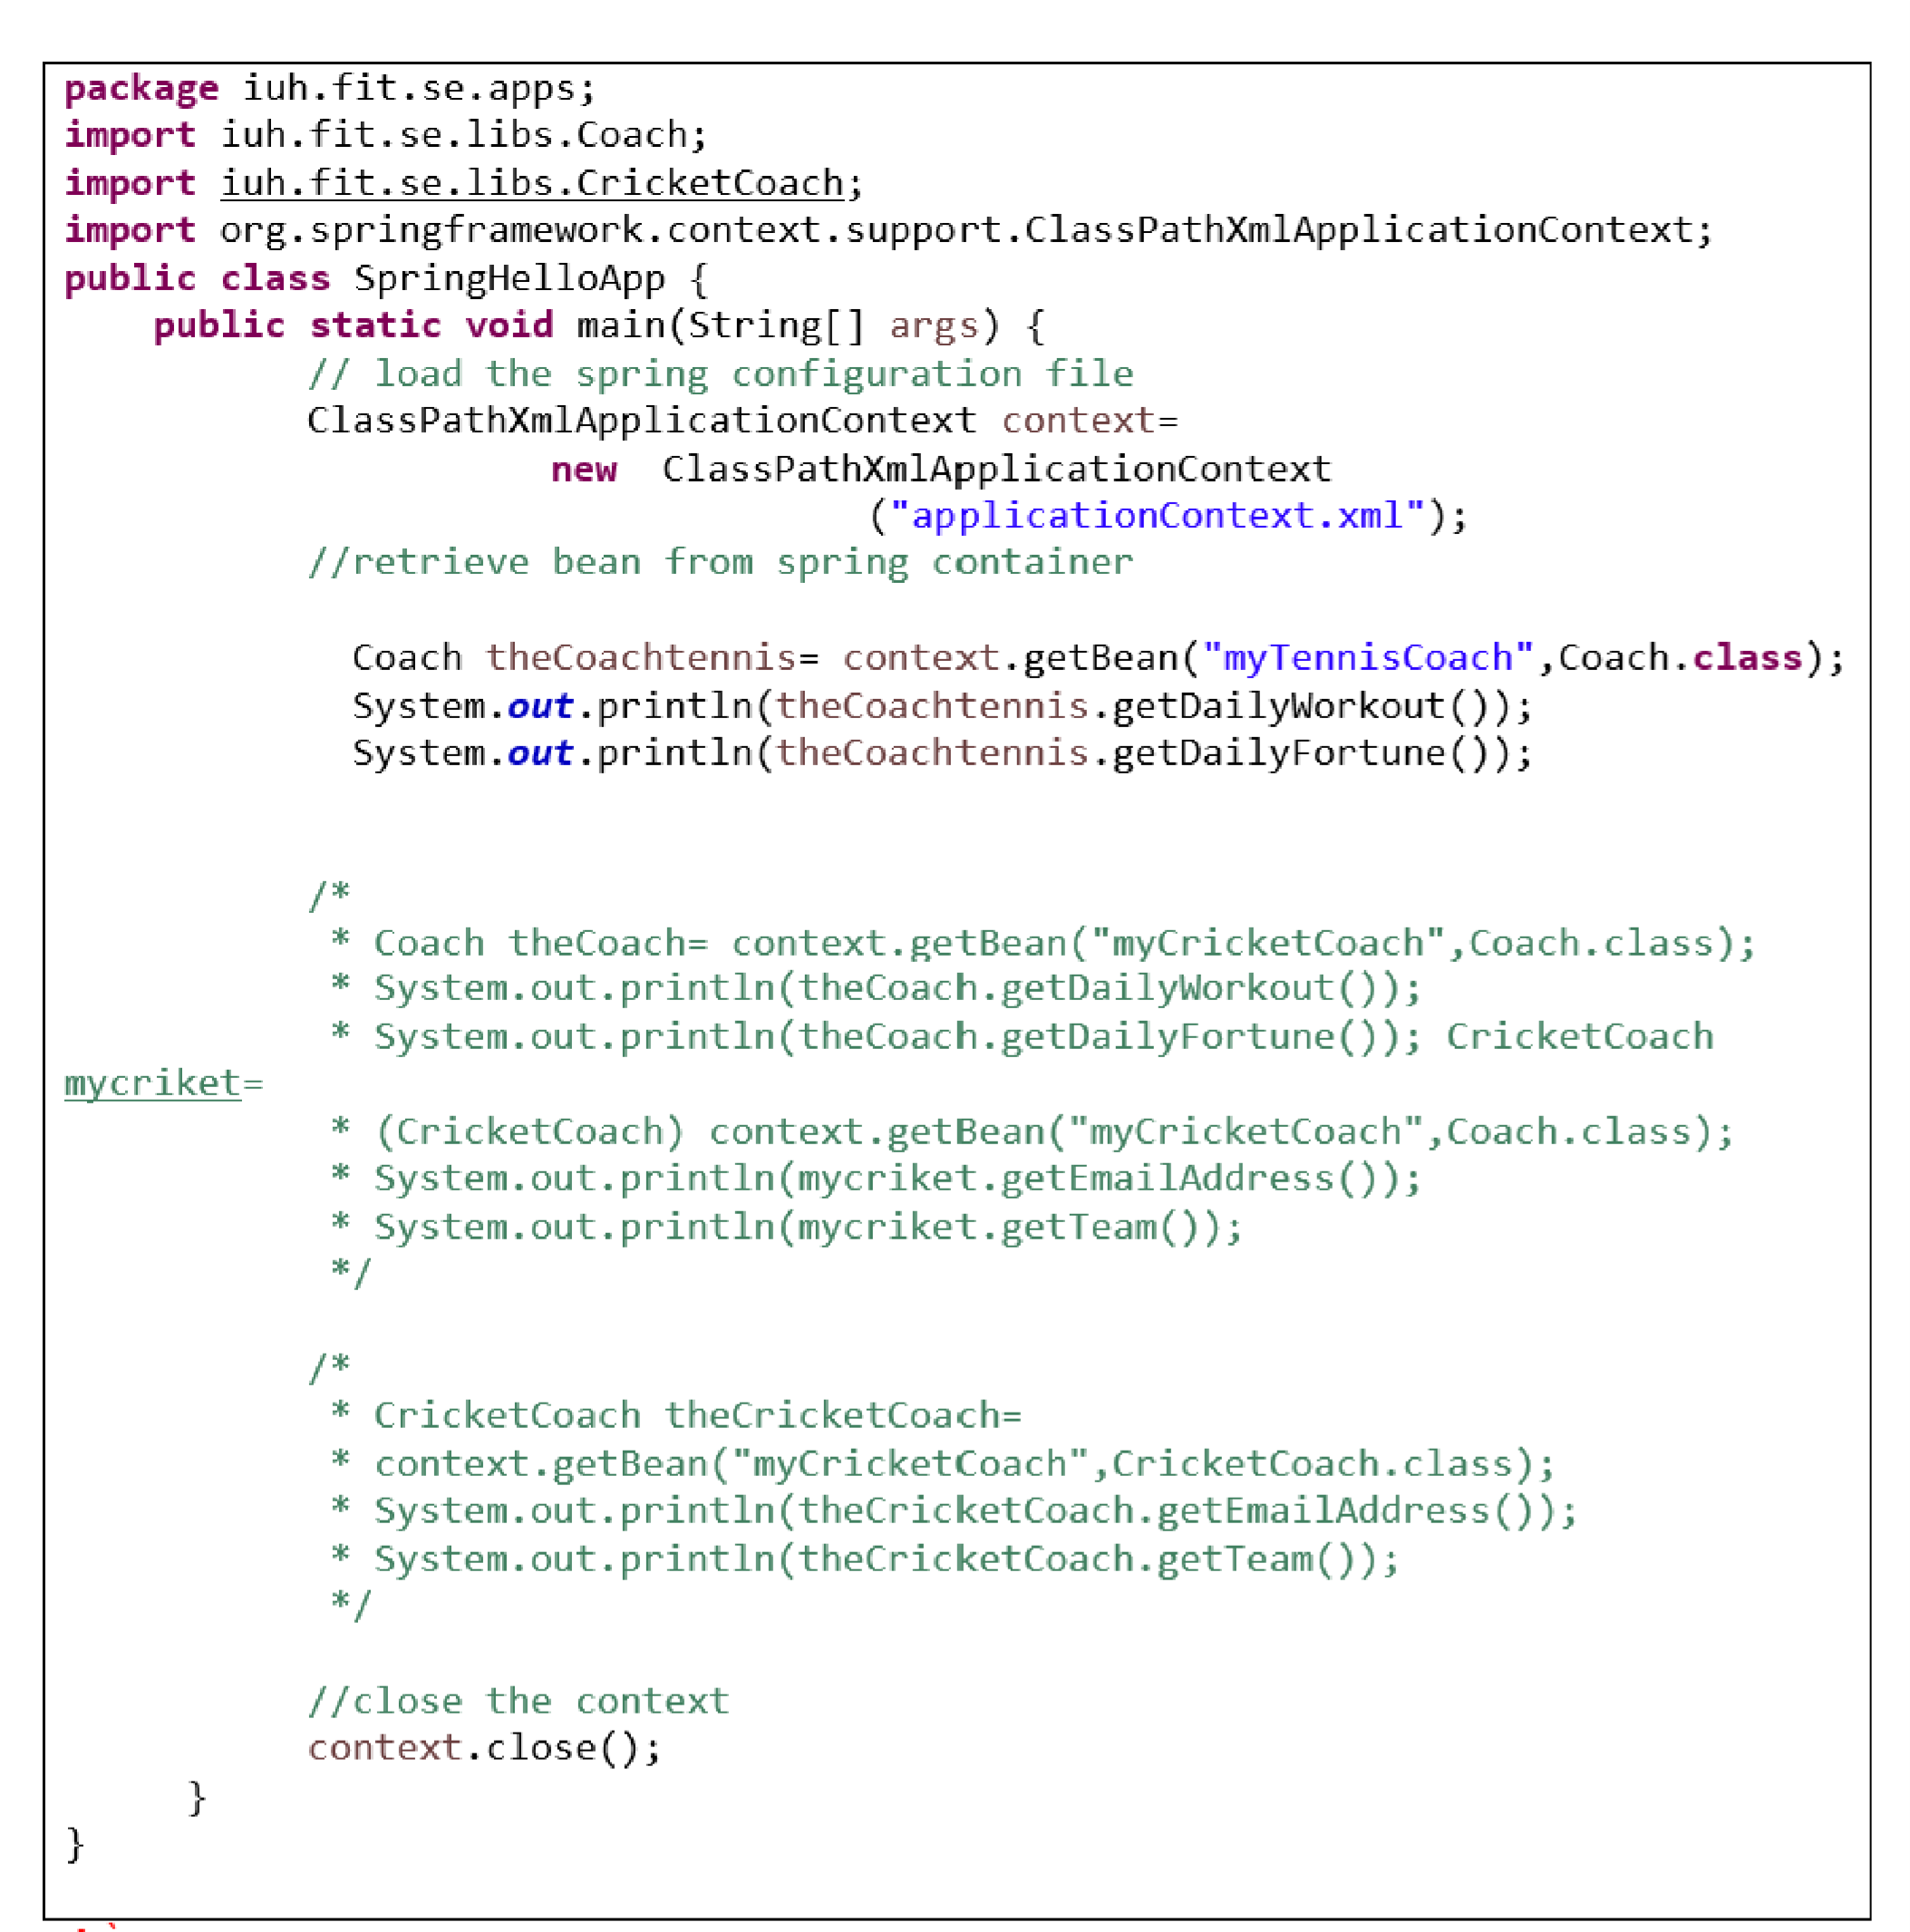 package iuh.fit.se.apps;
import iuh.fit.se.libs.Coach;
import iuh.fit.se.libs.CricketCoach;
import org.springframework.context.support.ClassPathXmlApplicationContext;
public class SpringHelloApp {
public static void main(String[] args) {
// load the spring configuration file
ClassPathXmlApplicationContext context=
new  ClassPathXmlApplicationContext
("applicationContext.xml");
//retrieve bean from spring container
Coach theCoachtennis= context.getBean("myTennisCoach",Coach.class);
System.out.println(theCoachtennis.getDailyWorkout());
System.out.println(theCoachtennis.getDailyFortune());
/*
* Coach theCoach= context.getBean("myCricketCoach",Coach.class);
* System.out.println(theCoach.getDailyWorkout());
* System.out.println(theCoach.getDailyFortune()); CricketCoach
mycriket=
* (CricketCoach) context.getBean("myCricketCoach",Coach.class);
* System.out.println(mycriket.getEmailAddress());
* System.out.println(mycriket.getTeam());
*/
/*
* CricketCoach theCricketCoach=
* context.getBean("myCricketCoach",CricketCoach.class);
* System.out.println(theCricketCoach.getEmailAddress());
* System.out.println(theCricketCoach.getTeam());
*/
//close the context
context.close();
}
}